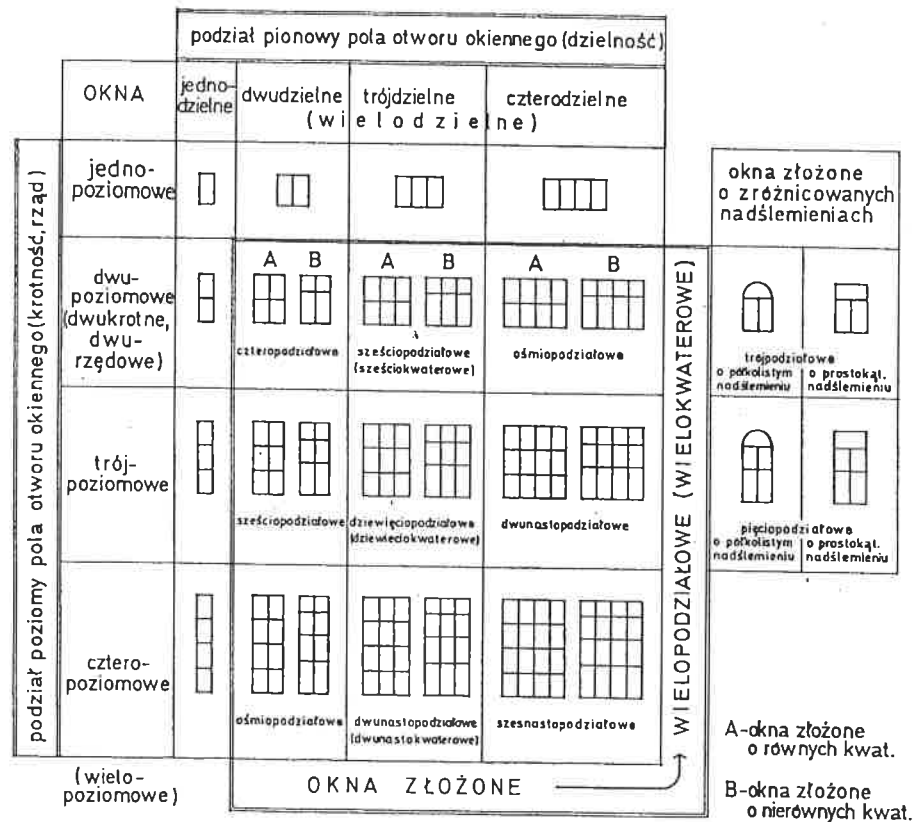 podział pionowy pola otworu okiennego (dzielność)
OKNA
jedno-
dzielne
dwudzielne
trójdzielne
czterodzielne
(wielodzielne)
podział poziomy pola otworu okiennego (krotność, rząd)
jedno-
poziomowe
okna złożone
o zróżnicowanych
nadślemieniach
dwu-
poziomowe
(dwukrotne,
dwu-
rzędowe)
A B
A B
A B
czteropodziałowe
sześciopodziałowe
(sześciokwaterowe)
ośmiopodziałowe
trójpodziałowe
o półkolistym
nadślemieniu
o prostokąt.
nadślemieniu
trój-
poziomowe
sześciopodziałowe
dziewięciopodziałowe
(dziewięciokwaterowe)
dwunastopodziałowe
pięciopodziałowe
o półkolistym
nadślemieniu
o prostokąt.
nadślemieniu
cztero-
poziomowe
ośmiopodziałowe
dwunastopodziałowe
(dwunastokwaterowe)
szesnastopodziałowe
WIELOPODZIAŁOWE (WIELOKWATEROWE)
(wielo-
poziomowe)
OKNA ZŁOŻONE
A-okna złożone
o równych kwat.
B-okna złożone
o nierównych kwat.